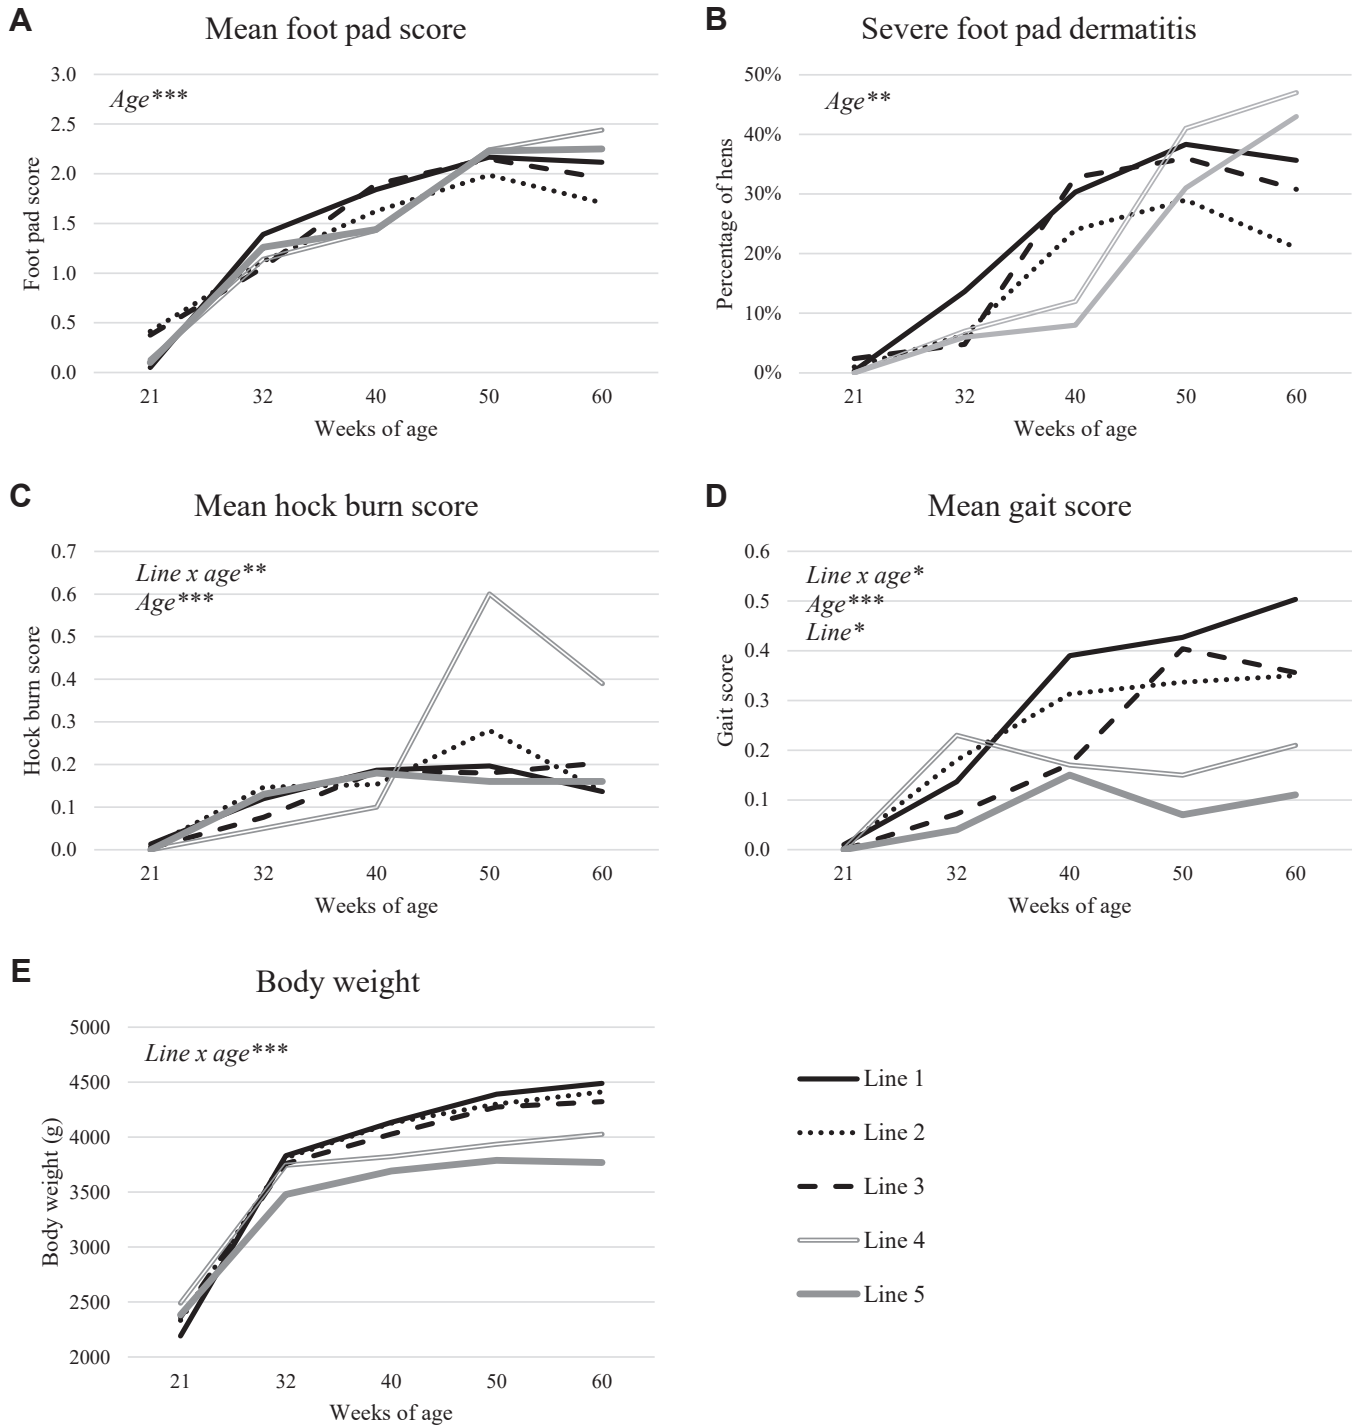 A
Mean foot pad score
Age***
Foot pad score
3.0
2.5
2.0
1.5
1.0
0.5
0.0
21 32 40 50 60
Weeks of age
B
Severe foot pad dermatitis
Age**
Percentage of hens
50%
40%
30%
20%
10%
0%
21 32 40 50 60
Weeks of age
C
Mean hock burn score
Line x age**
Age***
Hock burn score
0.7
0.6
0.5
0.4
0.3
0.2
0.1
0.0
21 32 40 50 60
Weeks of age
D
Mean gait score
Line x age*
Age***
Line*
Gait score
0.6
0.5
0.4
0.3
0.2
0.1
0.0
21 32 40 50 60
Weeks of age
E
Body weight
Line x age***
Body weight (g)
5000
4500
4000
3500
3000
2500
2000
21 32 40 50 60
Weeks of age
Line 1
Line 2
Line 3
Line 4
Line 5